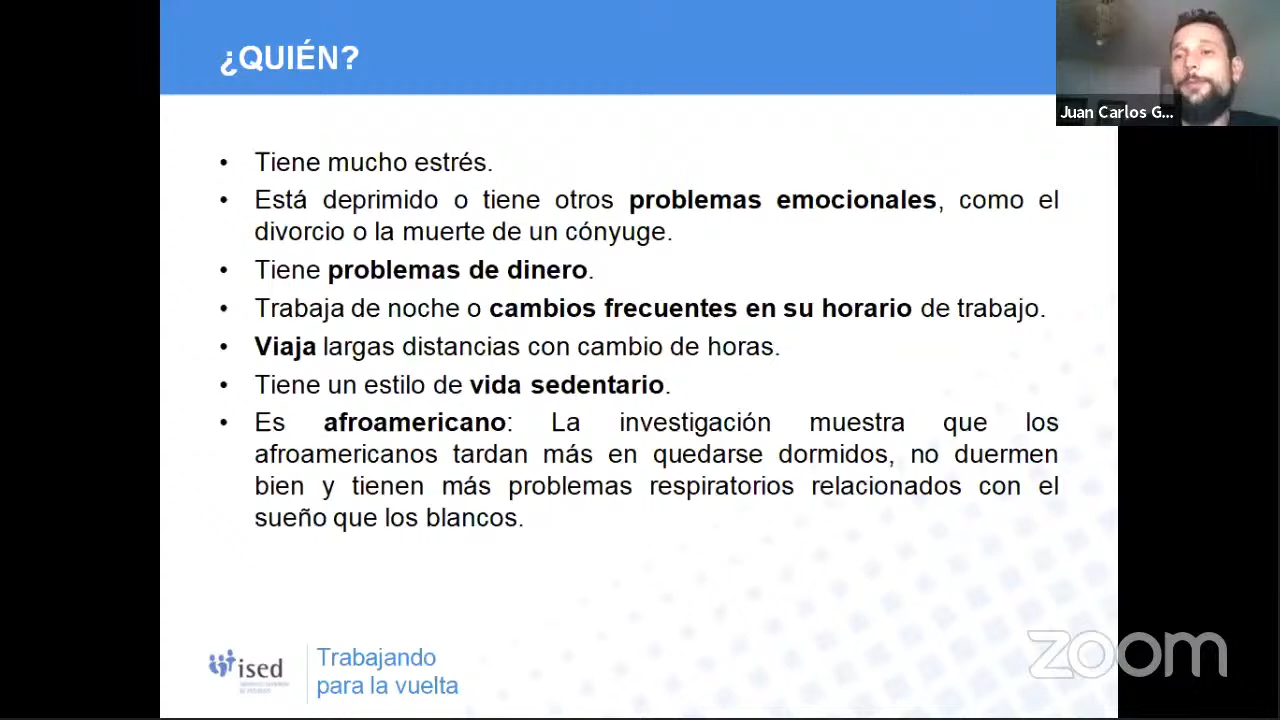 ¿QUIÉN?
Juan Carlos G...
• Tiene mucho estrés.
• Está deprimido o tiene otros problemas emocionales, como el
divorcio o la muerte de un cónyuge.
• Tiene problemas de dinero.
• Trabaja de noche o cambios frecuentes en su horario de trabajo.
• Viaja largas distancias con cambio de horas.
• Tiene un estilo de vida sedentario.
• Es afroamericano: La investigación muestra que los
afroamericanos tardan más en quedarse dormidos, no duermen
bien y tienen más problemas respiratorios relacionados con el
sueño que los blancos.
ised
Trabajando
para la vuelta
zoom